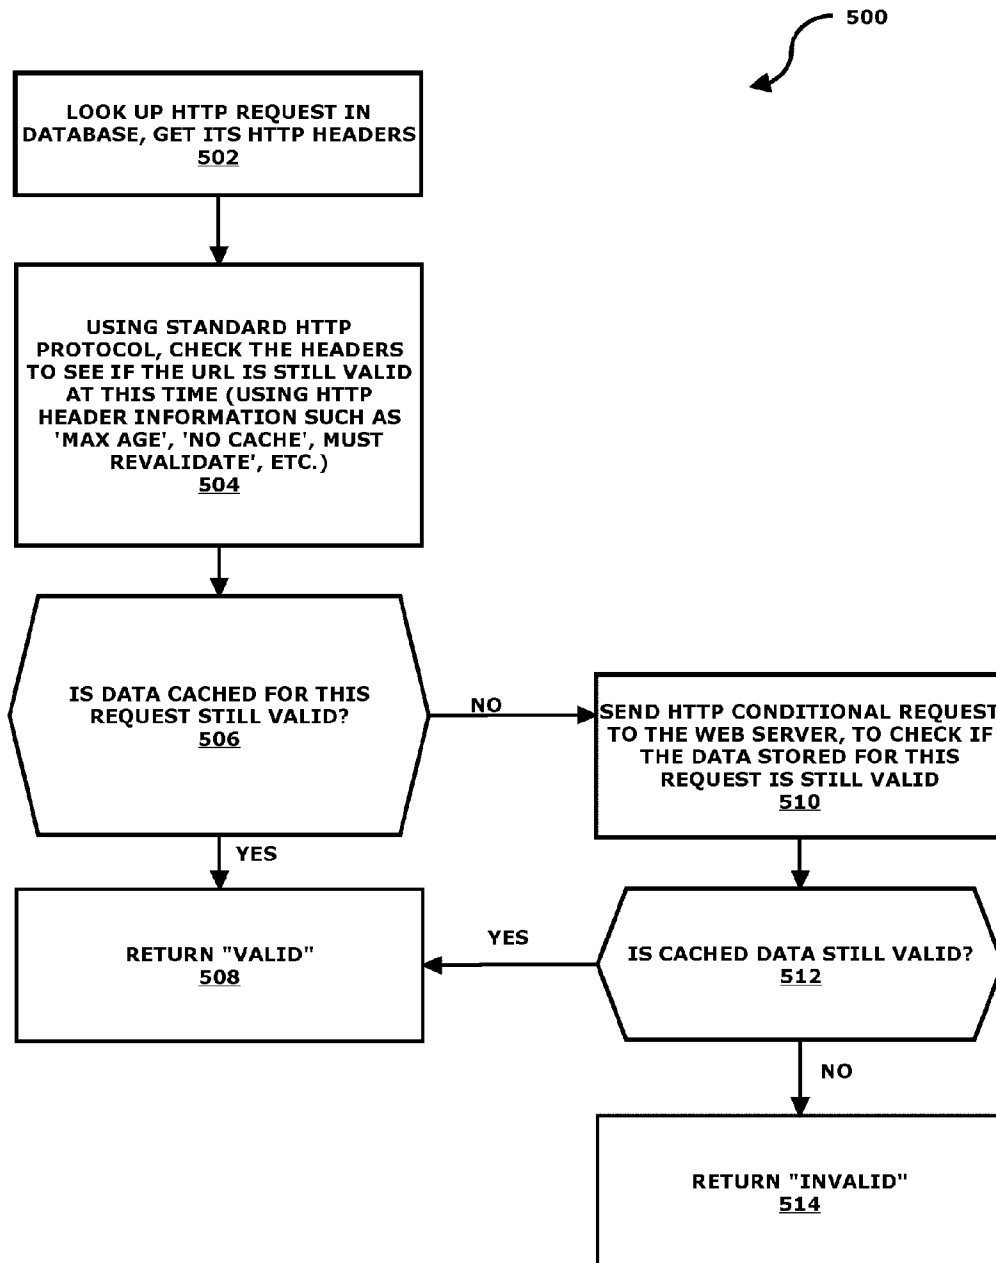 500
LOOK UP HTTP REQUEST IN
DATABASE, GET ITS HTTP HEADERS
502
USING STANDARD HTTP
PROTOCOL, CHECK THE HEADERS
TO SEE IF THE URL IS STILL VALID
AT THIS TIME (USING HTTP
HEADER INFORMATION SUCH AS
'MAX AGE', 'NO CACHE', MUST
REVALIDATE', ETC.)
504
IS DATA CACHED FOR THIS
REQUEST STILL VALID?
506
NO
SEND HTTP CONDITIONAL REQUEST
TO THE WEB SERVER, TO CHECK IF
THE DATA STORED FOR THIS
REQUEST IS STILL VALID
510
YES
RETURN "VALID"
508
YES
IS CACHED DATA STILL VALID?
512
NO
RETURN "INVALID"
514